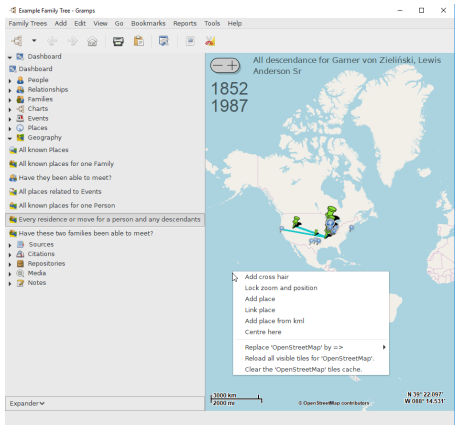 Example Family Tree - Gramps
Family Trees Add Edit View Go Bookmarks Reports Tools Help
Dashboard
Dashboard
People
Relationships
Families
Charts
Events
Places
Geography
All known Places
All known places for one Family
Have they been able to meet?
All places related to Events
All known places for one Person
Every residence or move for a person and any descendants
Have these two families been able to meet?
Sources
Citations
Repositories
Media
Notes
Expander
All descendance for Garner von Zieliński, Lewis
Anderson Sr
1852
1987
Add cross hair
Lock zoom and position
Add place
Link place
Add place from kml
Centre here
Replace 'OpenStreetMap' by =>
Reload all visible tiles for 'OpenStreetMap'.
Clear the 'OpenStreetMap' tiles cache.
3000 km
2000 mi
© OpenStreetMap contributors
N 39° 22.097'
W 088° 14.531'